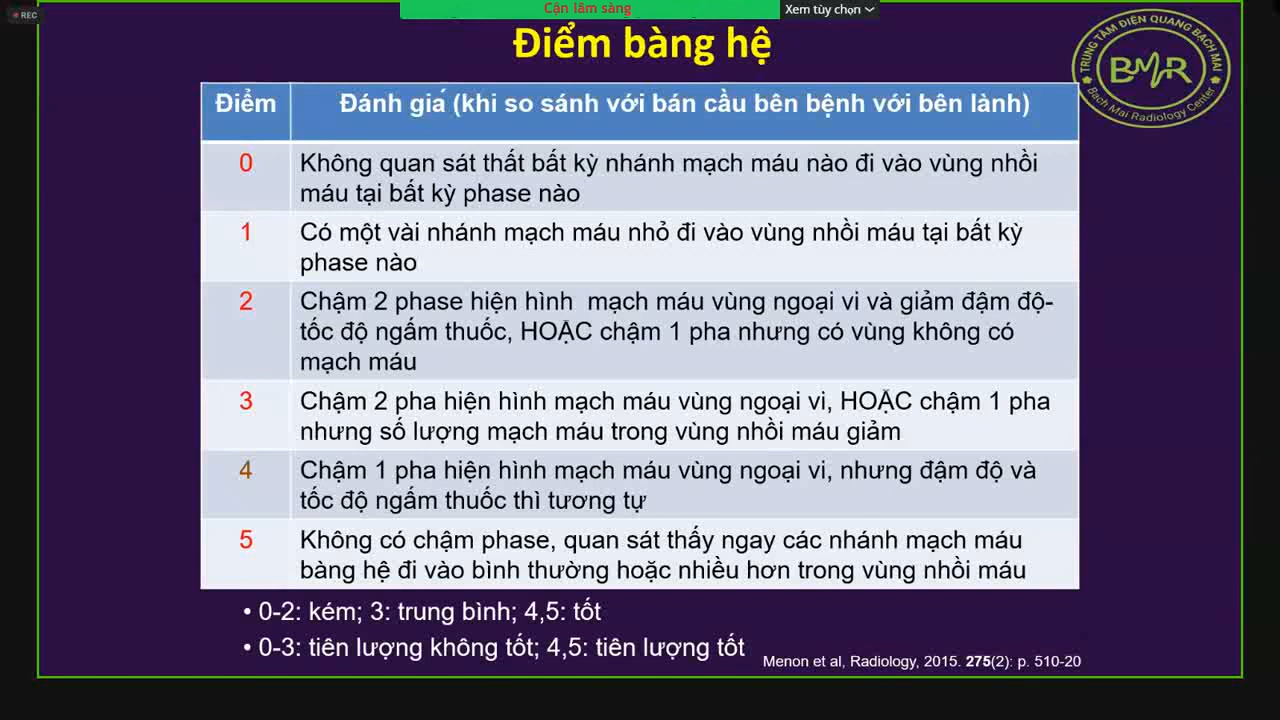 REC
Cận lâm sàng
Xem tùy chọn
Điểm bàng hệ
TRUNG TÂM ĐIỆN QUANG BẠCH MAI
BMR
Bach Mai Radiology Center
Điểm
Đánh giá (khi so sánh với bán cầu bên bệnh với bên lành)
0
Không quan sát thất bất kỳ nhánh mạch máu nào đi vào vùng nhồi
máu tại bất kỳ phase nào
1
Có một vài nhánh mạch máu nhỏ đi vào vùng nhồi máu tại bất kỳ
phase nào
2
Chậm 2 phase hiện hình mạch máu vùng ngoại vi và giảm đậm độ-
tốc độ ngấm thuốc, HOẶC chậm 1 pha nhưng có vùng không có
mạch máu
3
Chậm 2 pha hiện hình mạch máu vùng ngoại vi, HOẶC chậm 1 pha
nhưng số lượng mạch máu trong vùng nhồi máu giảm
4
Chậm 1 pha hiện hình mạch máu vùng ngoại vi, nhưng đậm độ và
tốc độ ngấm thuốc thì tương tự
5
Không có chậm phase, quan sát thấy ngay các nhánh mạch máu
bàng hệ đi vào bình thường hoặc nhiều hơn trong vùng nhồi máu
• 0-2: kém; 3: trung bình; 4,5: tốt
• 0-3: tiên lượng không tốt; 4,5: tiên lượng tốt
Menon et al, Radiology, 2015. 275(2): p. 510-20